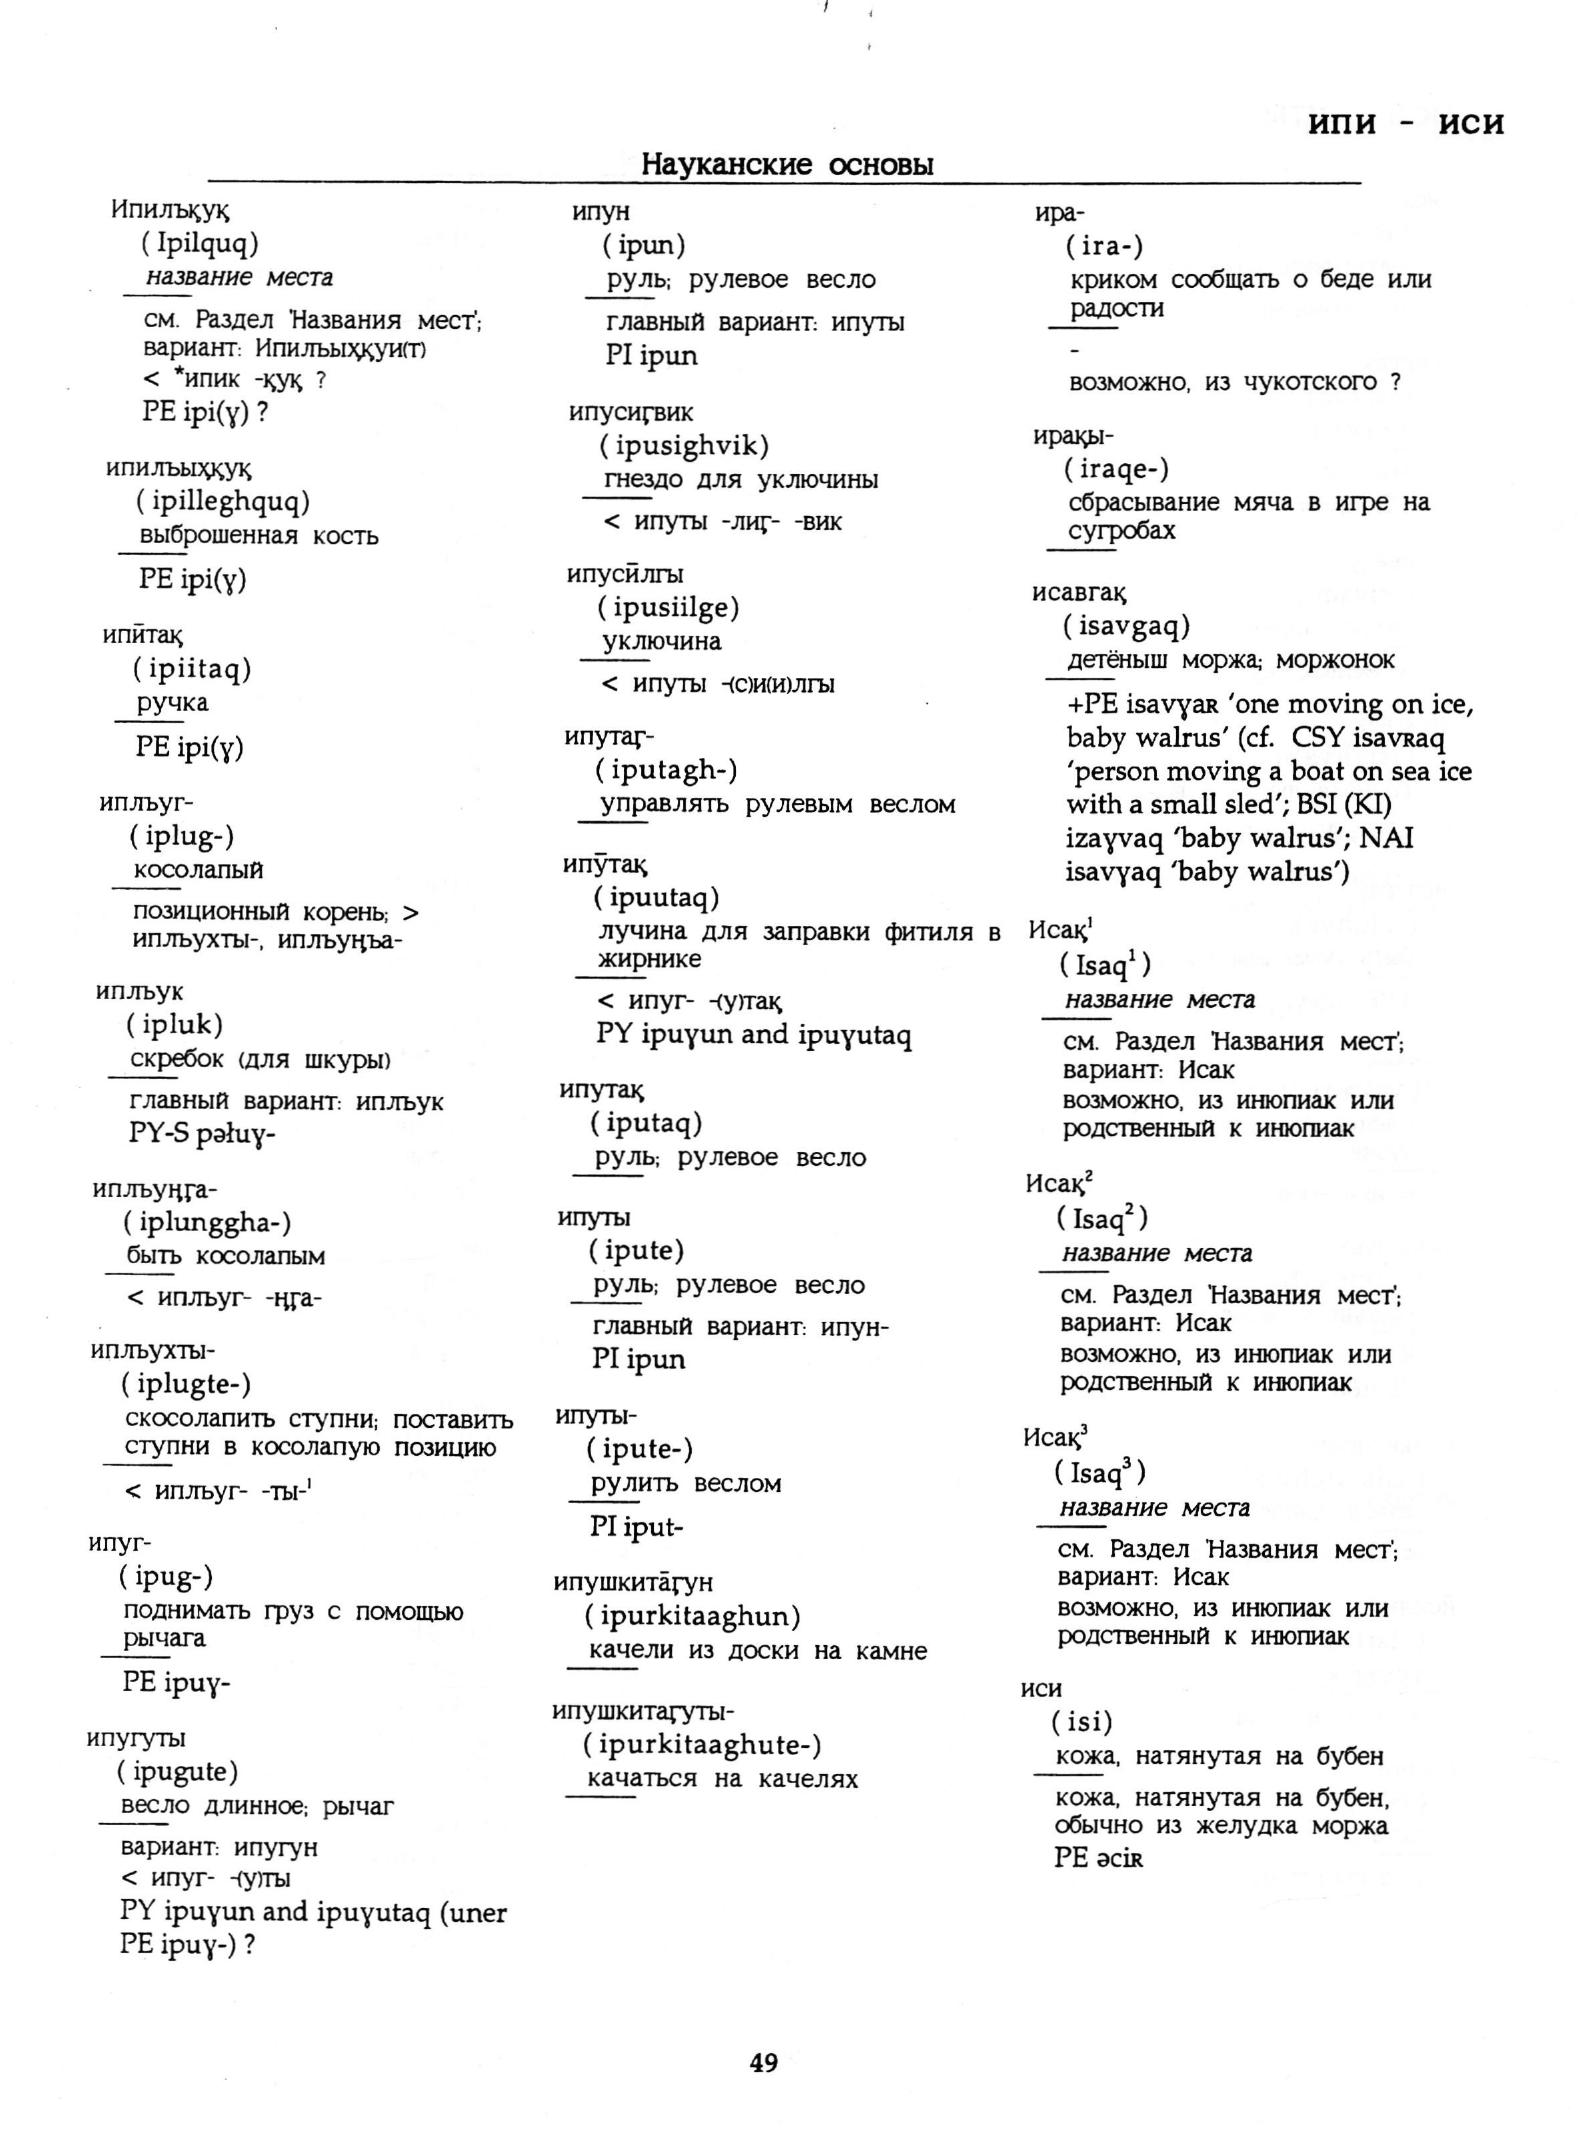 ИПИ - ИСИ
Науканские основы
Ипилъқуқ
( Ipilquq)
название места
см. Раздел 'Названия мест';
вариант: Ипилъыҳқуи(т)
< *ипик -қуқ ?
PE ipi(ɣ) ?
ипилъыҳқуқ
( ipilleghquq)
выброшенная кость
PE ipi(ɣ)
ипӣтақ
( ipiitaq)
ручка
PE ipi(ɣ)
иплъуг-
( iplug-)
косолапый
позиционный корень; >
иплъухты-, иплъуңъа-
иплъук
( ipluk)
скребок (для шкуры)
главный вариант: иплъук
PY-S pəłuɣ-
иплъуңӷа-
( iplunggha-)
быть косолапым
< иплъуг- -ңӷа-
иплъухты-
( iplugte-)
скосолапить ступни; поставить
ступни в косолапую позицию
< иплъуг- -ты-¹
ипуг-
( ipug-)
поднимать груз с помощью
рычага
PE ipuɣ-
ипугуты
( ipugute)
весло длинное; рычаг
вариант: ипугун
< ипуг- -(у)ты
PY ipuɣun and ipuɣutaq (uner
PE ipuɣ-) ?
ипун
( ipun)
руль; рулевое весло
главный вариант: ипуты
PI ipun
ипусиӷвик
( ipusighvik)
гнездо для уключины
< ипуты -лиӷ- -вик
ипусӣлгы
( ipusiilge)
уключина
< ипуты -(с)и(и)лгы
ипутаӷ-
( iputagh-)
управлять рулевым веслом
ипӯтақ
( ipuutaq)
лучина для заправки фитиля в
жирнике
< ипуг- -(у)тақ
PY ipuɣun and ipuɣutaq
ипутақ
( iputaq)
руль; рулевое весло
ипуты
( ipute)
руль; рулевое весло
главный вариант: ипун-
PI ipun
ипуты-
( ipute-)
рулить веслом
PI iput-
ипушкита̄ӷун
( ipurkitaaghun)
качели из доски на камне
ипушкитаӷуты-
( ipurkitaaghute-)
качаться на качелях
ира-
( ira-)
криком сообщать о беде или
радости
-
возможно, из чукотского ?
ирақы-
( iraqe-)
сбрасывание мяча в игре на
сугробах
исавгақ
( isavgaq)
детёныш моржа; моржонок
+PE isavɣaʀ 'one moving on ice,
baby walrus' (cf. CSY isavʀaq
'person moving a boat on sea ice
with a small sled'; BSI (KI)
izaɣvaq 'baby walrus'; NAI
isavɣaq 'baby walrus')
Исақ¹
( Isaq¹ )
название места
см. Раздел 'Названия мест';
вариант: Исак
возможно, из инюпиак или
родственный к инюпиак
Исақ²
( Isaq² )
название места
см. Раздел 'Названия мест';
вариант: Исак
возможно, из инюпиак или
родственный к инюпиак
Исақ³
( Isaq³ )
название места
см. Раздел 'Названия мест';
вариант: Исак
возможно, из инюпиак или
родственный к инюпиак
иси
( isi)
кожа, натянутая на бубен
кожа, натянутая на бубен,
обычно из желудка моржа
PE əciʀ
49